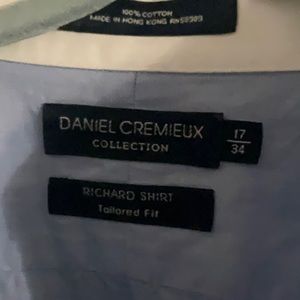 100% COTTON
MADE IN HONG KONG
DANIEL CREMIEUX
COLLECTION
17
34
RICHARD SHIRT
Tailored Fit